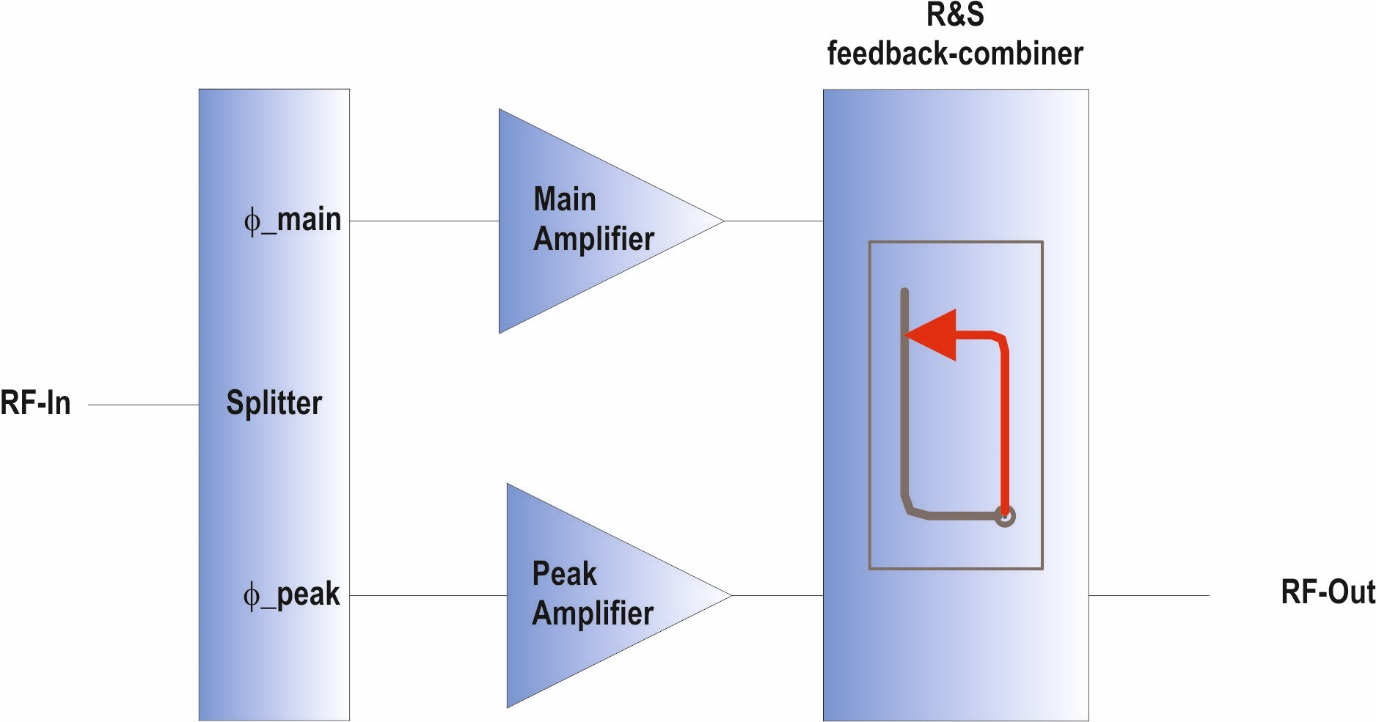 R&S
feedback-combiner
ϕ_main
Main
Amplifier
RF-In
Splitter
ϕ_peak
Peak
Amplifier
RF-Out